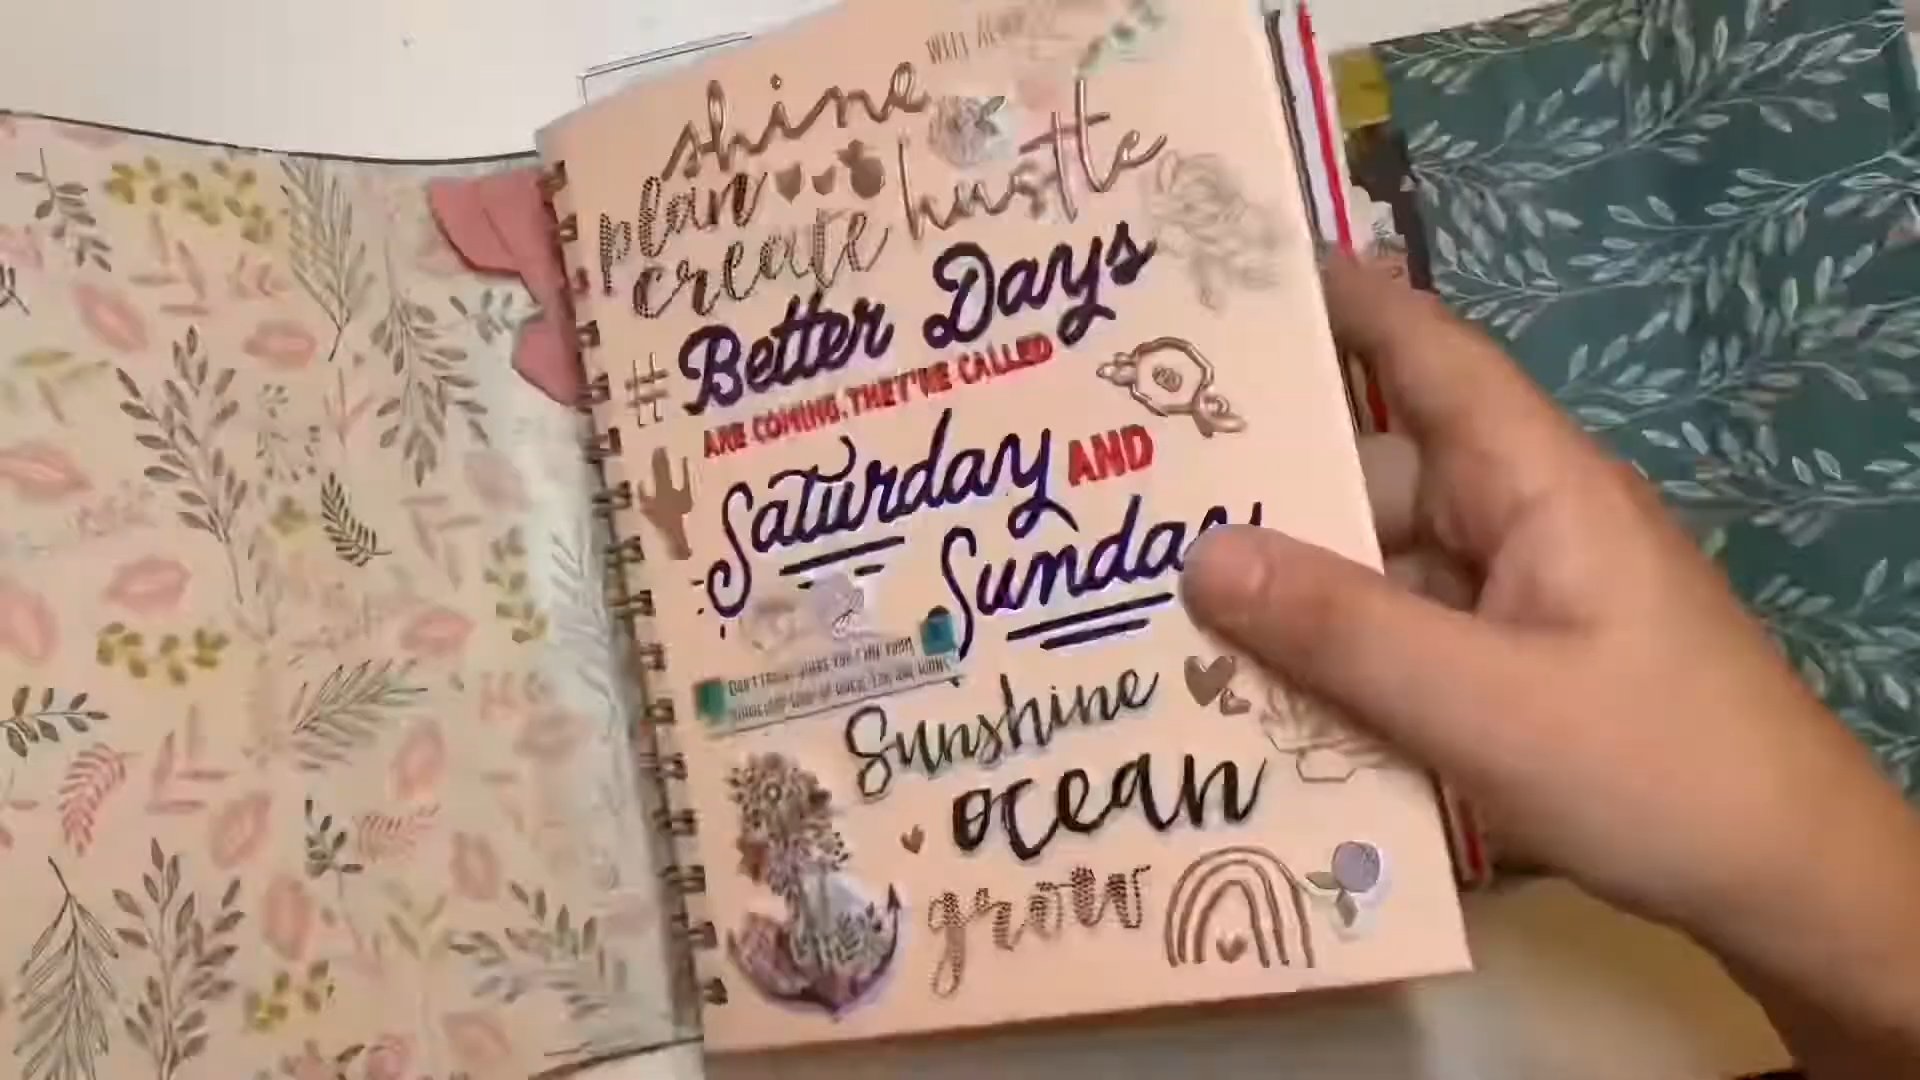 shine
plan
hustle
create
# Better Days
ARE COMING. THEY'RE CALLED
Saturday AND
Sunday
Sunshine
ocean
grow